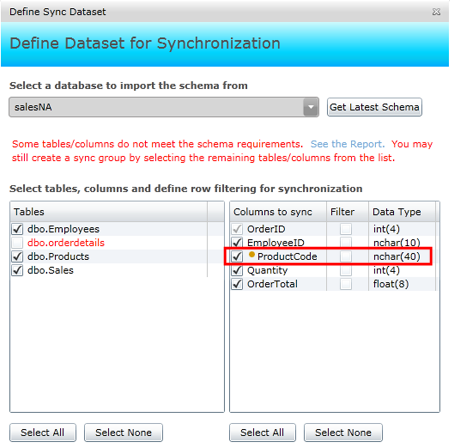 Define Sync Dataset
Define Dataset for Synchronization
Select a database to import the schema from
salesNA
Get Latest Schema
Some tables/columns do not meet the schema requirements. See the Report. You may
still create a sync group by selecting the remaining tables/columns from the list.
Select tables, columns and define row filtering for synchronization
Tables
dbo.Employees
dbo.orderdetails
dbo.Products
dbo.Sales
Columns to sync Filter Data Type
OrderID int(4)
EmployeeID nchar(10)
ProductCode nchar(40)
Quantity int(4)
OrderTotal float(8)
Select All Select None Select All Select None